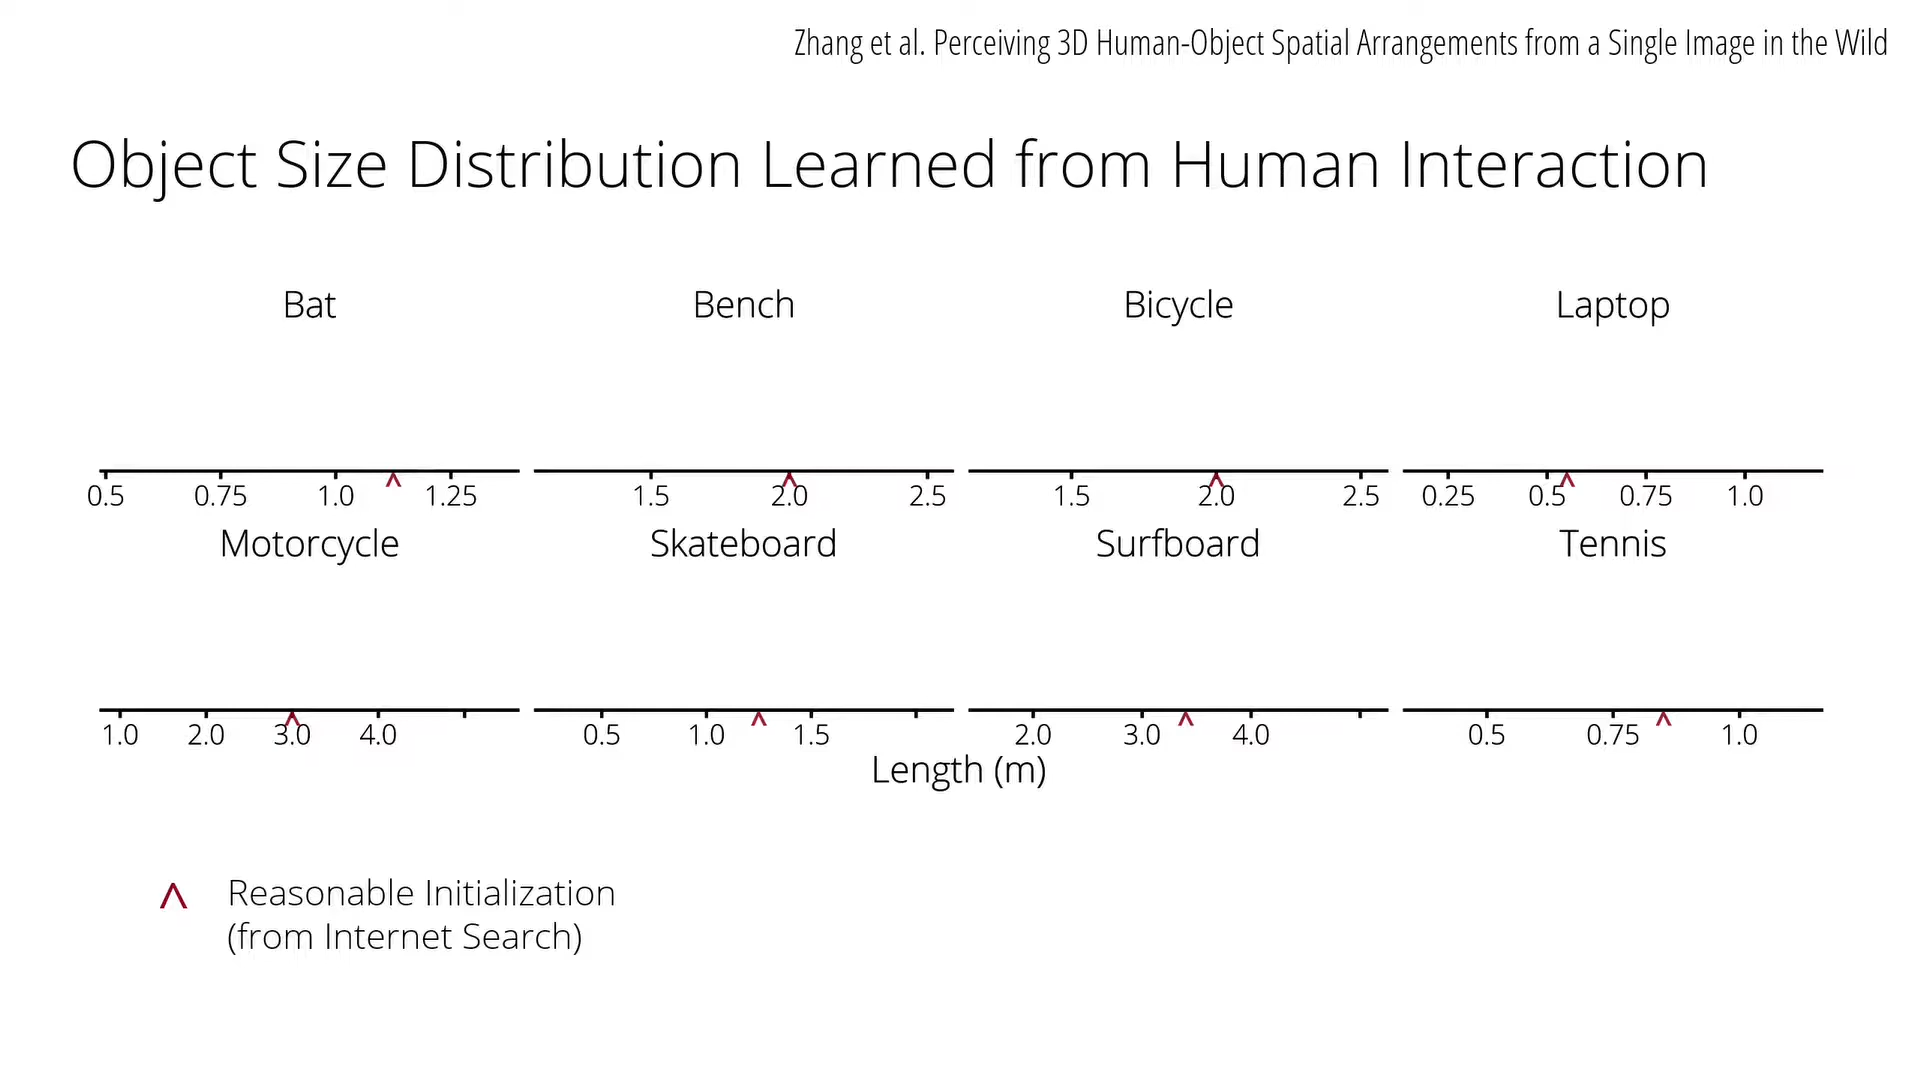 Zhang et al. Perceiving 3D Human-Object Spatial Arrangements from a Single Image in the Wild
Object Size Distribution Learned from Human Interaction
Bat Bench Bicycle Laptop
0.5 0.75 1.0 1.25 1.5 2.0 2.5 1.5 2.0 2.5 0.25 0.5 0.75 1.0
Motorcycle Skateboard Surfboard Tennis
1.0 2.0 3.0 4.0 0.5 1.0 1.5 2.0 3.0 4.0 0.5 0.75 1.0
Length (m)
Reasonable Initialization
(from Internet Search)